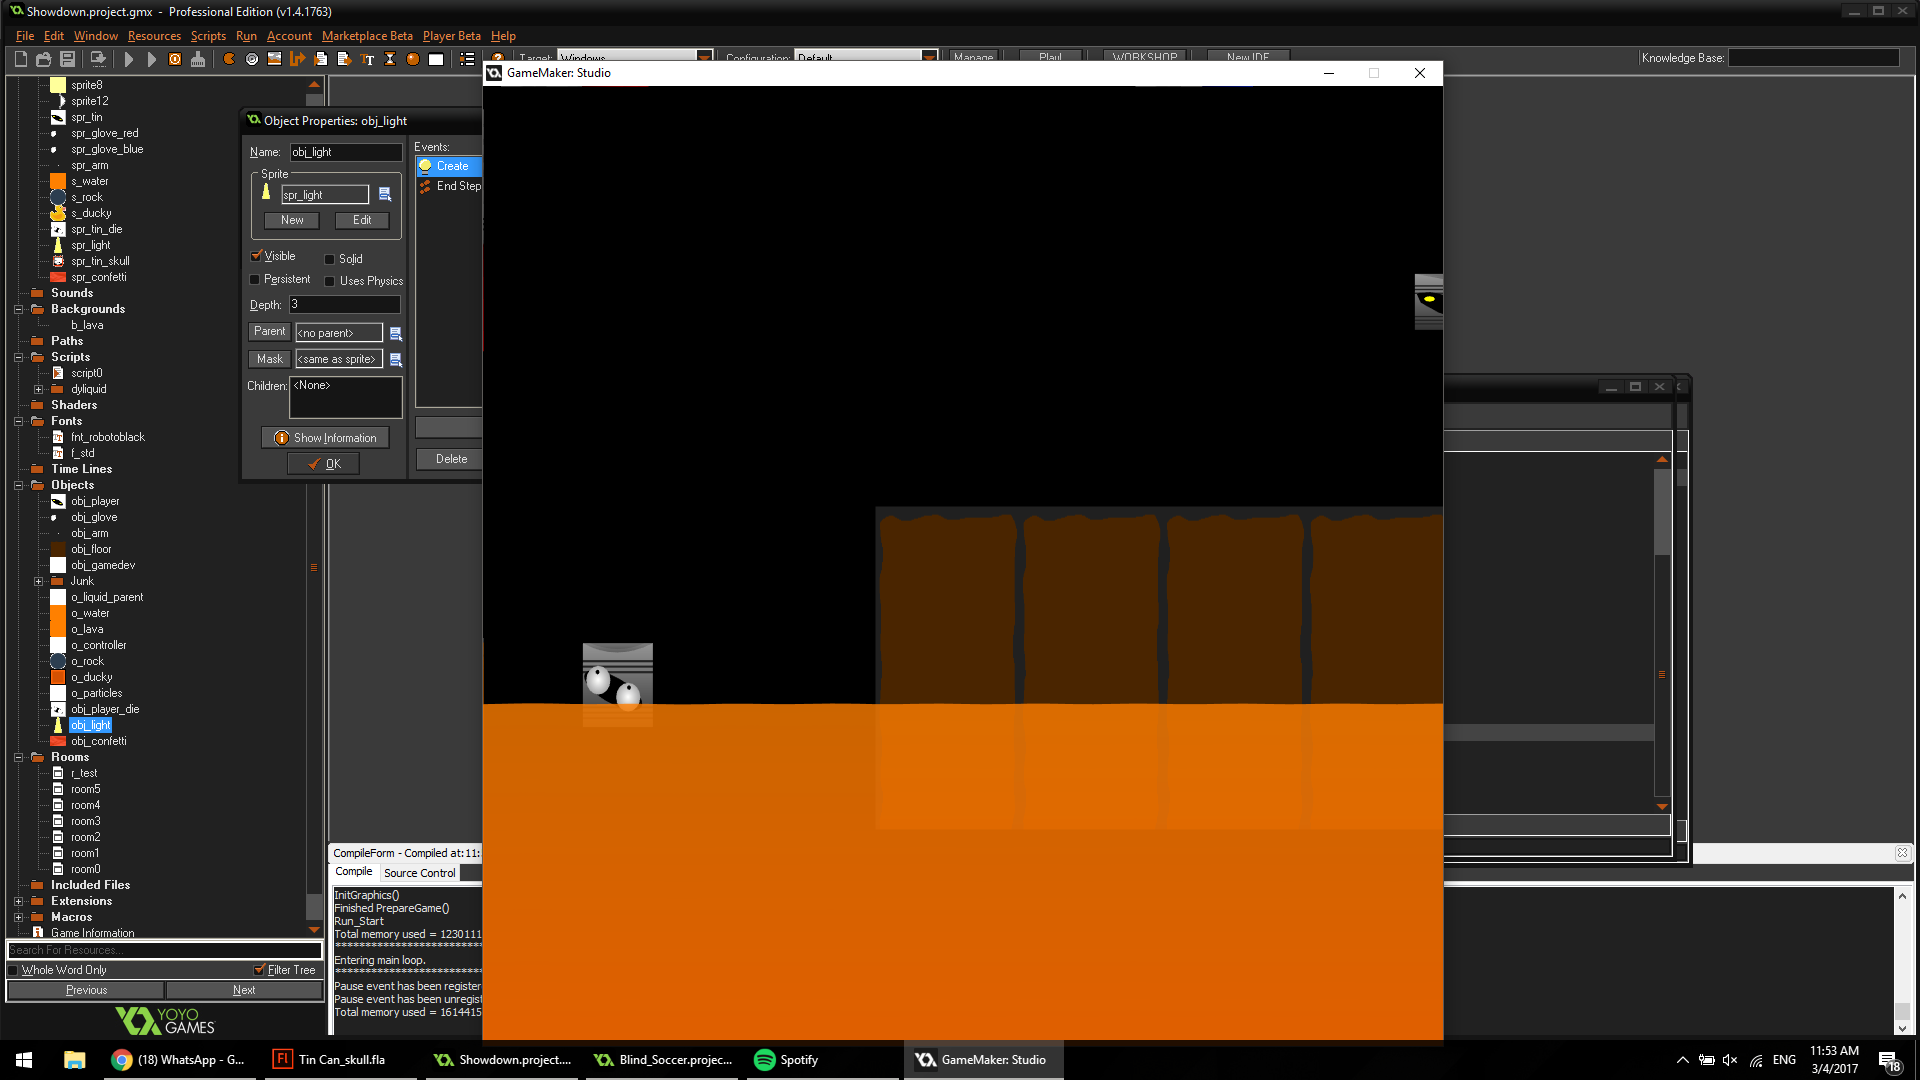 Showdown.project.gmx - Professional Edition (v1.4.1763)
File Edit Window Resources Scripts Run Account Marketplace Beta Player Beta Help
Target: Windows Configuration: Default Manage Play! WORKSHOP New IDE Knowledge Base:
GameMaker: Studio
sprite8
sprite12
spr_tin
spr_glove_red
spr_glove_blue
spr_arm
s_water
s_rock
s_ducky
spr_tin_die
spr_light
spr_tin_skull
spr_confetti
Sounds
Backgrounds
b_lava
Paths
Scripts
script0
dyliquid
Shaders
Fonts
fnt_robotoblack
f_std
Time Lines
Objects
obj_player
obj_glove
obj_arm
obj_floor
obj_gamedev
Junk
o_liquid_parent
o_water
o_lava
o_controller
o_rock
o_ducky
o_particles
obj_player_die
obj_light
obj_confetti
Rooms
r_test
room5
room4
room3
room2
room1
room0
Included Files
Extensions
Macros
Game Information
Search For Resources...
Whole Word Only Filter Tree
Previous Next
YOYO
GAMES
Object Properties: obj_light
Name: obj_light
Sprite
spr_light
New Edit
Visible Solid
Persistent Uses Physics
Depth: 3
Parent <no parent>
Mask <same as sprite>
Children: <None>
Show Information
OK
Events:
Create
End Step
Delete
CompileForm - Compiled at:11:
Compile Source Control
InitGraphics()
Finished PrepareGame()
Run_Start
Total memory used = 1230111
Entering main loop.
Pause event has been register
Pause event has been unregist
Total memory used = 1614415
(18) WhatsApp - G... Tin Can_skull.fla Showdown.project.... Blind_Soccer.projec... Spotify GameMaker: Studio ENG 11:53 AM
3/4/2017
18